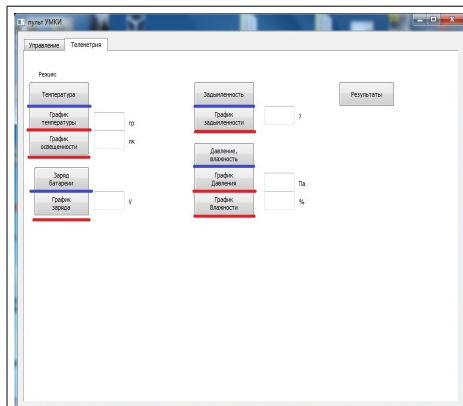 пульт УМКИ
Управление
Телеметрия
Режим:
Температура
Задымленность
Результаты
График
температуры
гр
График
задымленности
?
График
освещенности
лк
Давление,
влажность
Заряд
батареи
График
Давления
Па
График
заряда
V
График
Влажности
%